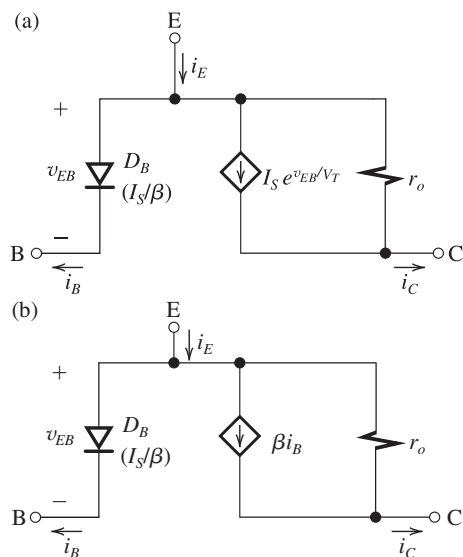 (a)
E
i_E
+
v_EB
D_B
(I_S/β)
I_S e^{v_EB/V_T}
r_o
−
B
i_B
i_C
C
(b)
E
i_E
+
v_EB
D_B
(I_S/β)
βi_B
r_o
−
B
i_B
i_C
C